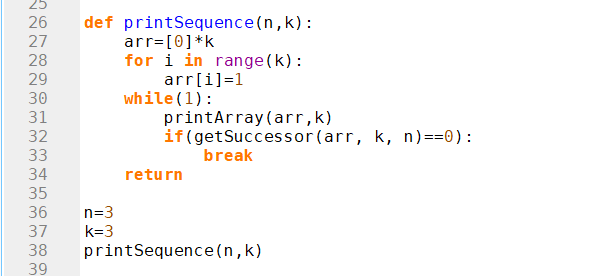 25
26 def printSequence(n,k):
27     arr=[0]*k
28     for i in range(k):
29         arr[i]=1
30     while(1):
31         printArray(arr,k)
32         if(getSuccessor(arr, k, n)==0):
33             break
34     return
35
36 n=3
37 k=3
38 printSequence(n,k)
39